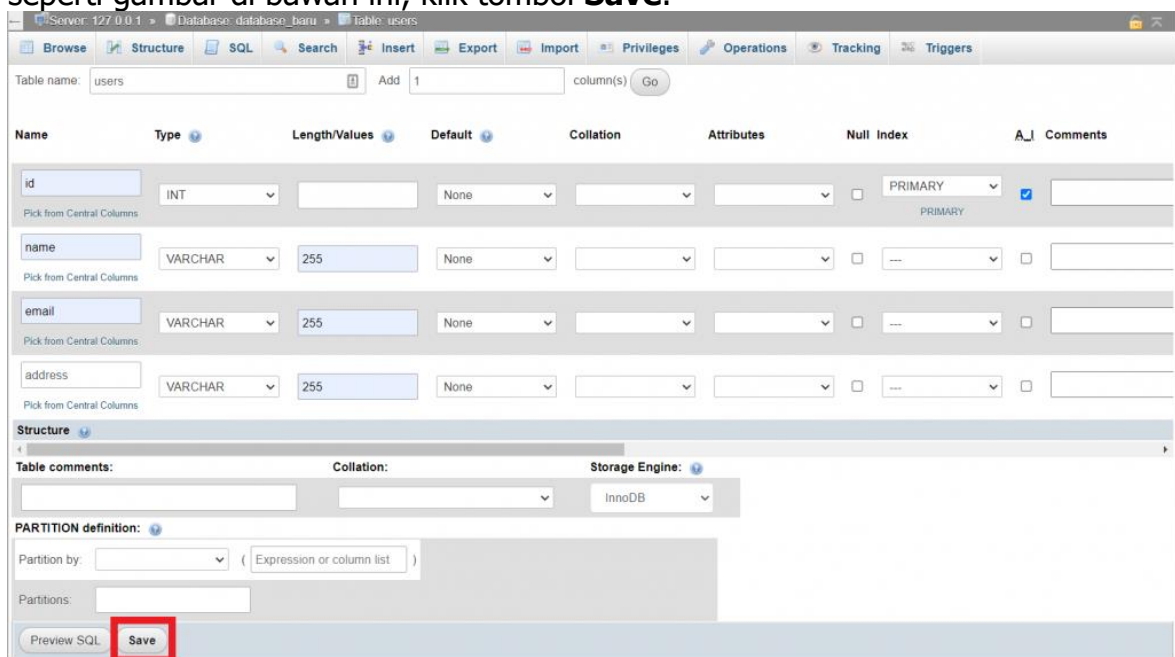 seperti gambar di bawah ini, klik tombol Save.
Server: 127.0.0.1 » Database: database_baru » Table: users
Browse Structure SQL Search Insert Export Import Privileges Operations Tracking Triggers
Table name: users Add 1 column(s) Go
Name Type Length/Values Default Collation Attributes Null Index A_I Comments
id INT None PRIMARY
Pick from Central Columns PRIMARY
name VARCHAR 255 None ---
Pick from Central Columns
email VARCHAR 255 None ---
Pick from Central Columns
address VARCHAR 255 None ---
Pick from Central Columns
Structure
Table comments: Collation: Storage Engine:
InnoDB
PARTITION definition:
Partition by: ( Expression or column list )
Partitions:
Preview SQL Save